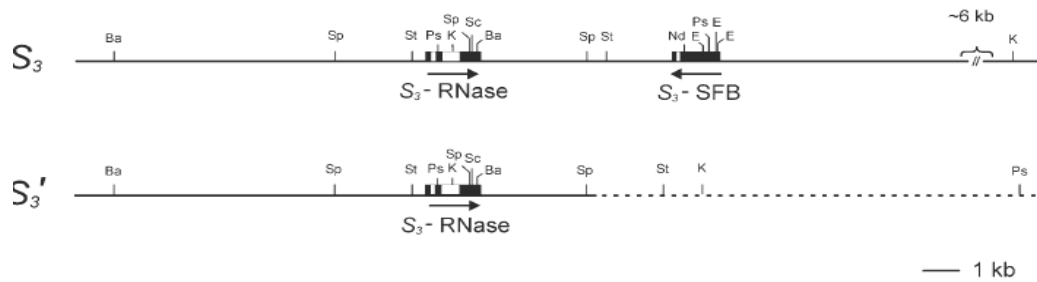 ~6 kb
Sp Sc Ps E
Ba Sp St Ps K Ba Sp St Nd E E K
S₃
//
S₃- RNase S₃- SFB
Sp Sc
Ba Sp St Ps K Ba Sp St K Ps
S₃'
S₃- RNase
1 kb